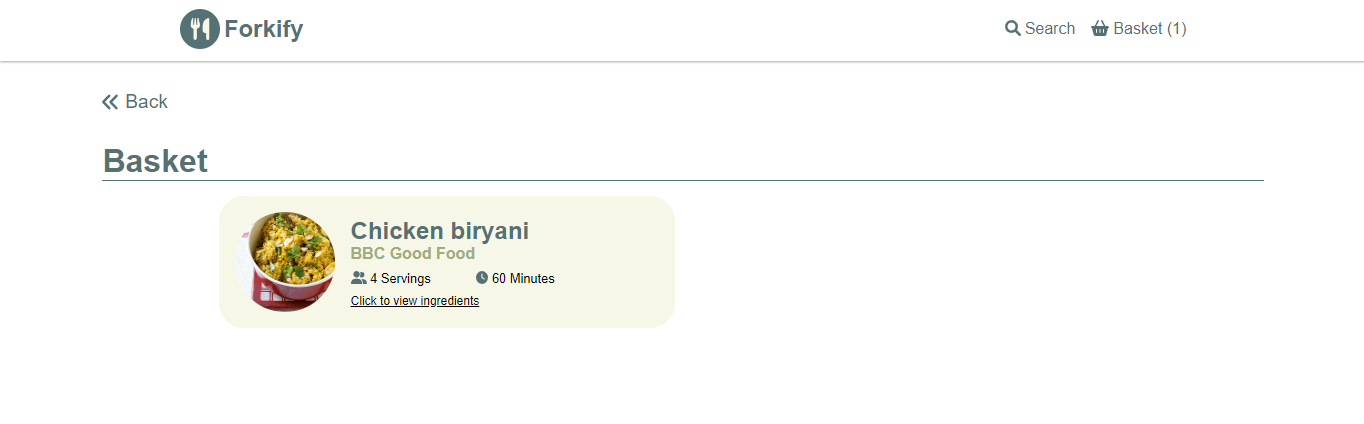 Forkify
Search
Basket (1)
Back
Basket
Chicken biryani
BBC Good Food
4 Servings
60 Minutes
Click to view ingredients